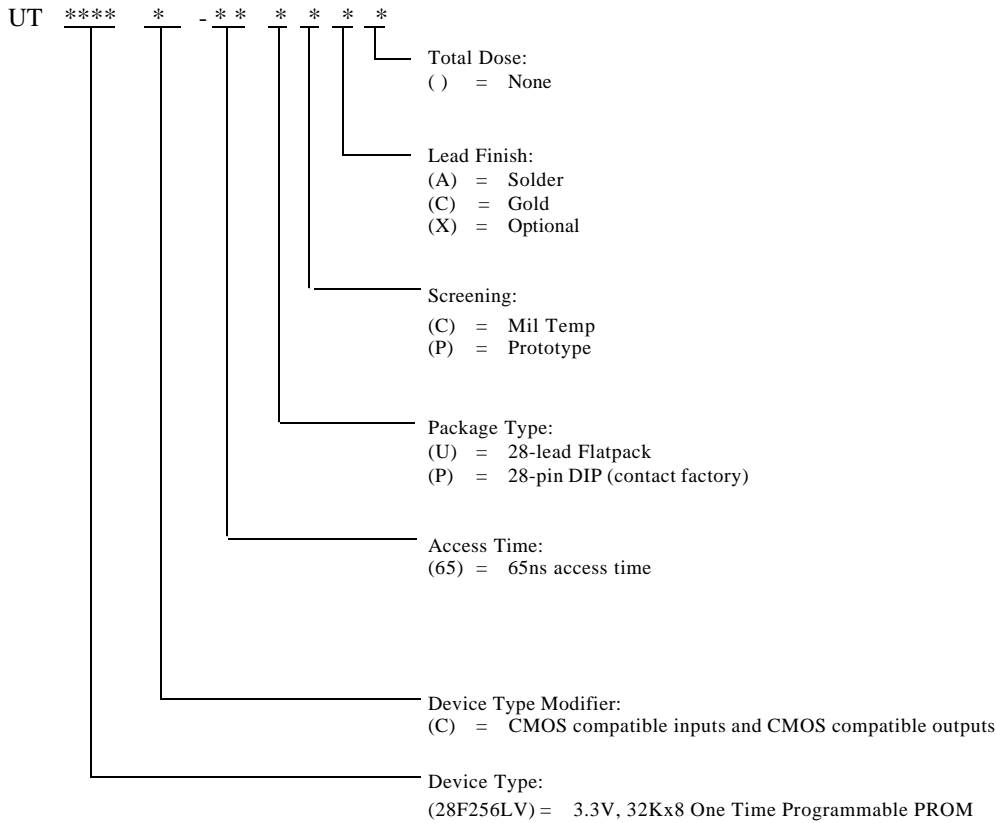 UT **** * - * * * * * *
Total Dose:
( ) = None
Lead Finish:
(A) = Solder
(C) = Gold
(X) = Optional
Screening:
(C) = Mil Temp
(P) = Prototype
Package Type:
(U) = 28-lead Flatpack
(P) = 28-pin DIP (contact factory)
Access Time:
(65) = 65ns access time
Device Type Modifier:
(C) = CMOS compatible inputs and CMOS compatible outputs
Device Type:
(28F256LV) = 3.3V, 32Kx8 One Time Programmable PROM